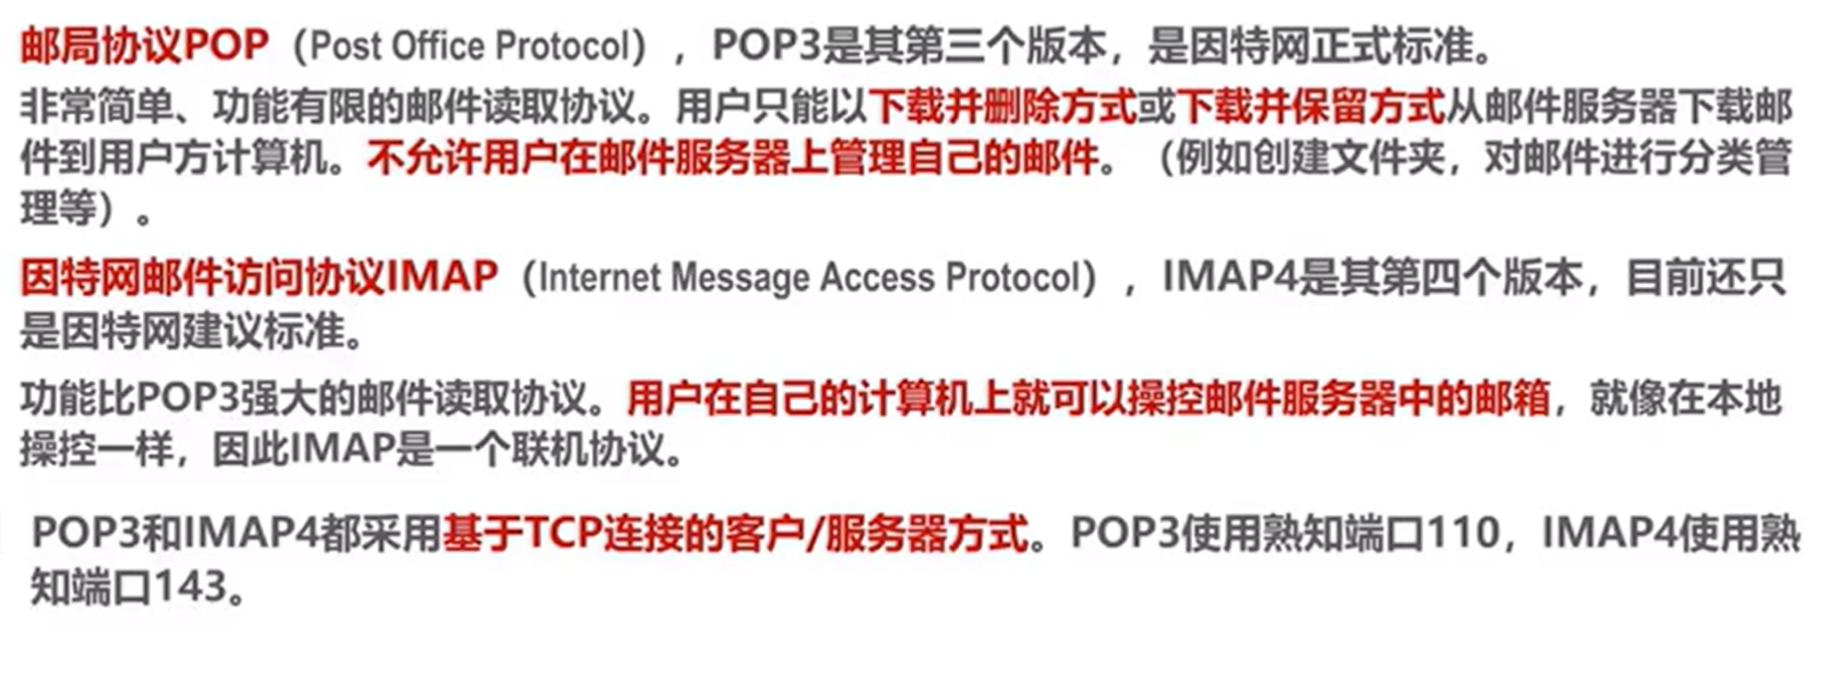 邮局协议POP（Post Office Protocol），POP3是其第三个版本，是因特网正式标准。
非常简单、功能有限的邮件读取协议。用户只能以下载并删除方式或下载并保留方式从邮件服务器下载邮
件到用户方计算机。不允许用户在邮件服务器上管理自己的邮件。（例如创建文件夹，对邮件进行分类管
理等）。
因特网邮件访问协议IMAP（Internet Message Access Protocol），IMAP4是其第四个版本，目前还只
是因特网建议标准。
功能比POP3强大的邮件读取协议。用户在自己的计算机上就可以操控邮件服务器中的邮箱，就像在本地
操控一样，因此IMAP是一个联机协议。
POP3和IMAP4都采用基于TCP连接的客户/服务器方式。POP3使用熟知端口110，IMAP4使用熟
知端口143。